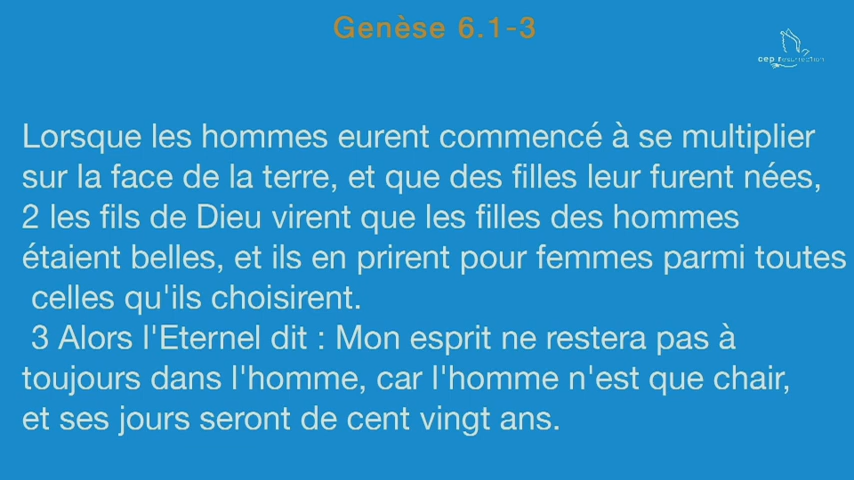 Genèse 6.1-3
cep resurrection
Lorsque les hommes eurent commencé à se multiplier
sur la face de la terre, et que des filles leur furent nées,
2 les fils de Dieu virent que les filles des hommes
étaient belles, et ils en prirent pour femmes parmi toutes
celles qu'ils choisirent.
3 Alors l'Eternel dit : Mon esprit ne restera pas à
toujours dans l'homme, car l'homme n'est que chair,
et ses jours seront de cent vingt ans.